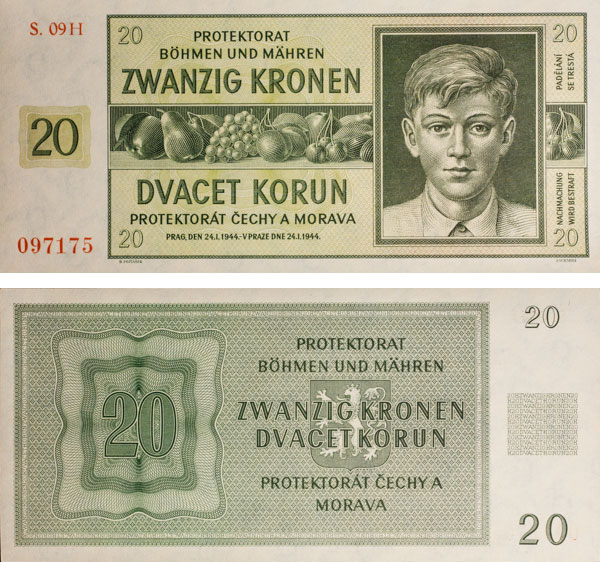 S. 09H
20
PROTEKTORAT
BÖHMEN UND MÄHREN
ZWANZIG KRONEN
20
PADĚLÁNÍ
SE TRESTÁ
20
DVACET KORUN
PROTEKTORÁT ČECHY A MORAVA
NACHMACHUNG
WIRD BESTRAFT
097175
20
PRAG, DEN 24.I.1944.-V PRAZE DNE 24.I.1944.
20
20
PROTEKTORAT
BÖHMEN UND MÄHREN
20
ZWANZIG KRONEN
DVACET KORUN
PROTEKTORÁT ČECHY A
MORAVA
20